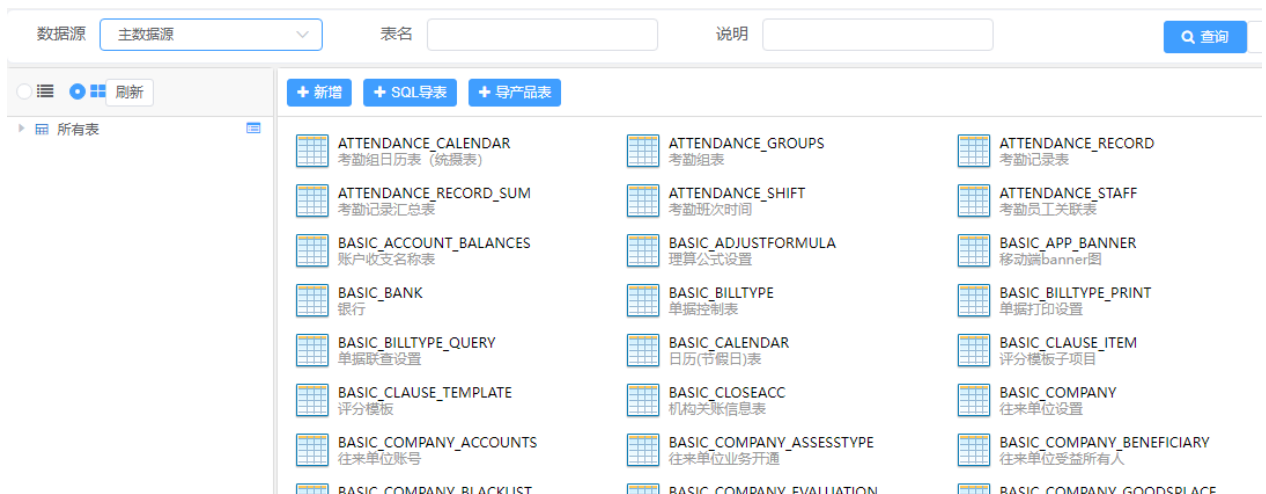 数据源 主数据源 表名 说明 查询
刷新 新增 SQL导表 导产品表
所有表
ATTENDANCE_CALENDAR
考勤组日历表（统摄表）
ATTENDANCE_GROUPS
考勤组表
ATTENDANCE_RECORD
考勤记录表
ATTENDANCE_RECORD_SUM
考勤记录汇总表
ATTENDANCE_SHIFT
考勤班次时间
ATTENDANCE_STAFF
考勤员工关联表
BASIC_ACCOUNT_BALANCES
账户收支名称表
BASIC_ADJUSTFORMULA
理算公式设置
BASIC_APP_BANNER
移动端banner图
BASIC_BANK
银行
BASIC_BILLTYPE
单据控制表
BASIC_BILLTYPE_PRINT
单据打印设置
BASIC_BILLTYPE_QUERY
单据联查设置
BASIC_CALENDAR
日历(节假日)表
BASIC_CLAUSE_ITEM
评分模板子项目
BASIC_CLAUSE_TEMPLATE
评分模板
BASIC_CLOSEACC
机构关账信息表
BASIC_COMPANY
往来单位设置
BASIC_COMPANY_ACCOUNTS
往来单位账号
BASIC_COMPANY_ASSESSTYPE
往来单位业务开通
BASIC_COMPANY_BENEFICIARY
往来单位受益所有人
BASIC_COMPANY_BLACKLIST
BASIC_COMPANY_EVALUATION
BASIC_COMPANY_GOODSPLACE